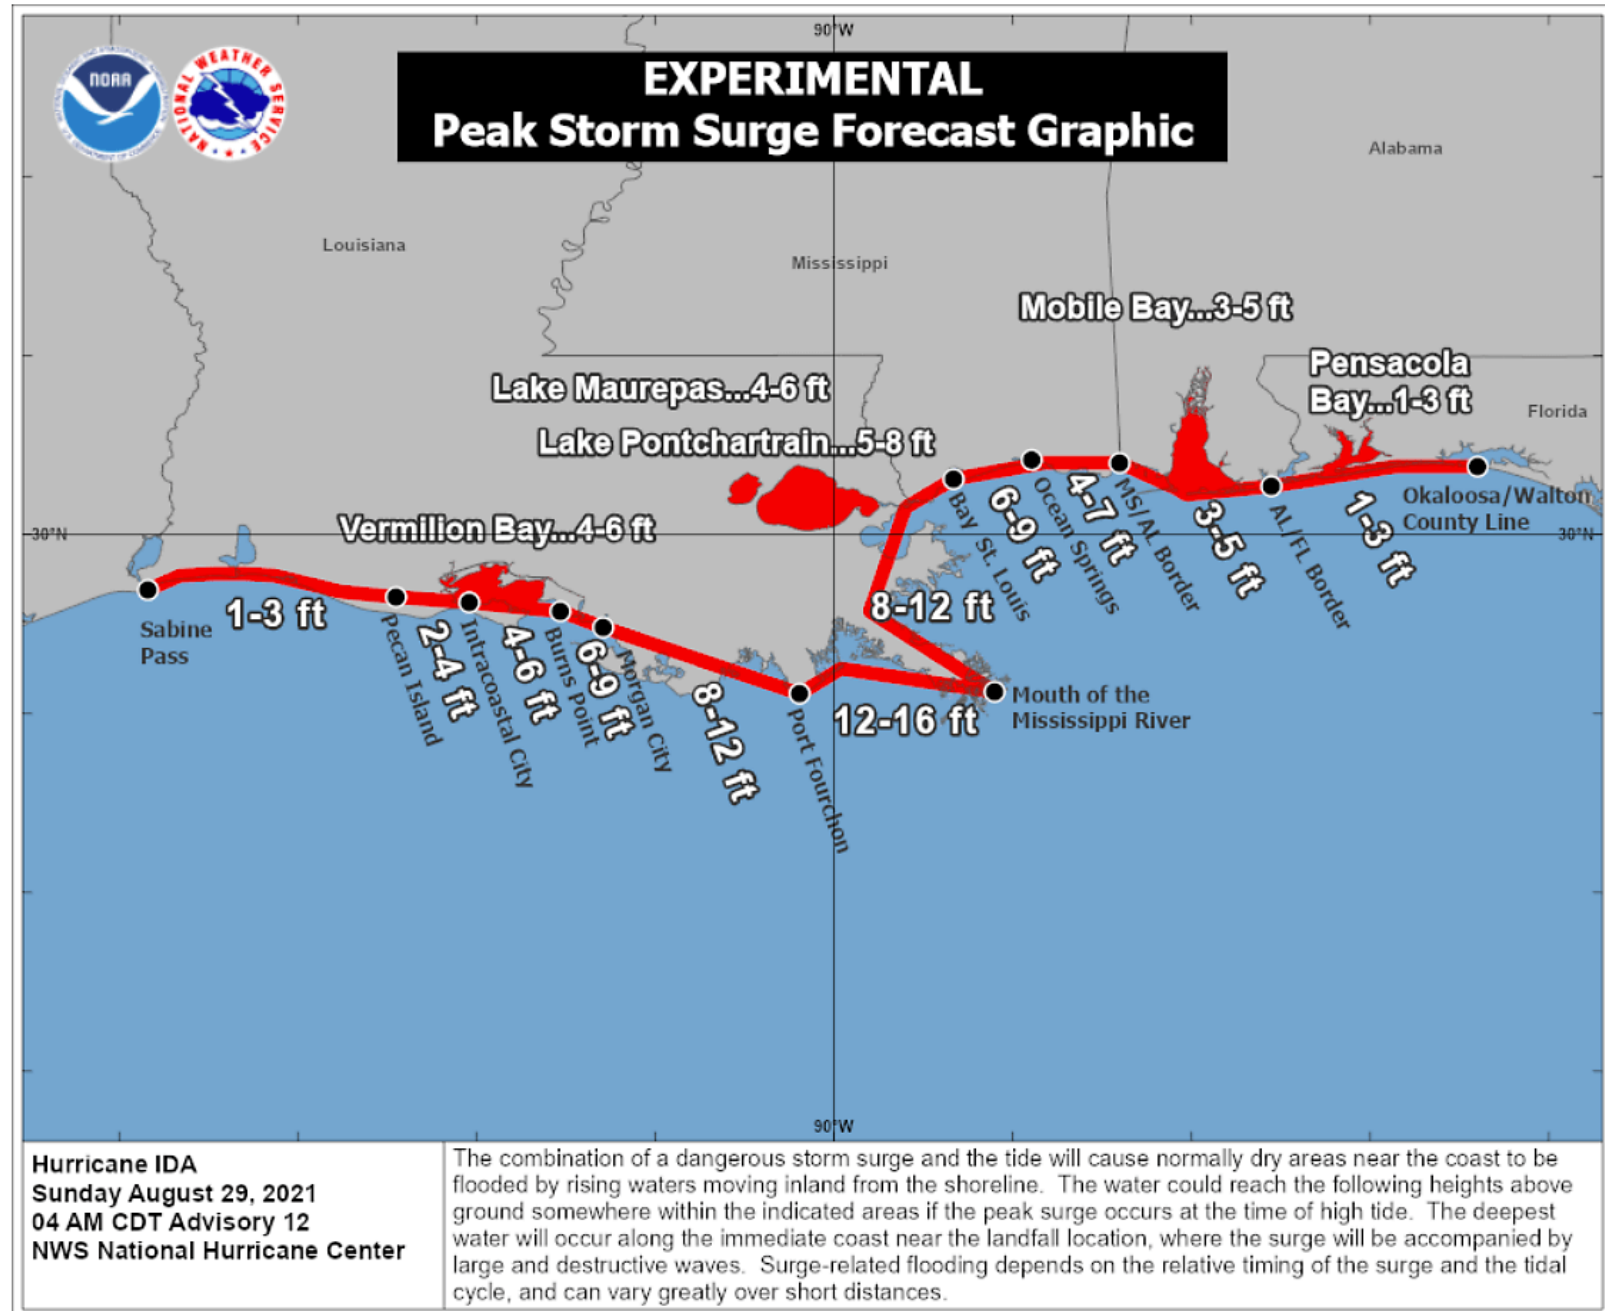 90°W
NOAA
NATIONAL WEATHER SERVICE
EXPERIMENTAL
Peak Storm Surge Forecast Graphic
Alabama
Louisiana
Mississippi
Mobile Bay...3-5 ft
Pensacola
Bay...1-3 ft
Lake Maurepas...4-6 ft
Florida
Lake Pontchartrain...5-8 ft
Vermilion Bay...4-6 ft
30°N
30°N
Okaloosa/Walton
County Line
Sabine
Pass
1-3 ft
Pecan Island
2-4 ft
Intracoastal City
4-6 ft
Burns Point
6-9 ft
Morgan City
8-12 ft
Port Fourchon
12-16 ft
Mouth of the
Mississippi River
8-12 ft
Bay St. Louis
6-9 ft
Ocean Springs
4-7 ft
MS/AL Border
3-5 ft
AL/FL Border
1-3 ft
90°W
Hurricane IDA
Sunday August 29, 2021
04 AM CDT Advisory 12
NWS National Hurricane Center
The combination of a dangerous storm surge and the tide will cause normally dry areas near the coast to be
flooded by rising waters moving inland from the shoreline. The water could reach the following heights above
ground somewhere within the indicated areas if the peak surge occurs at the time of high tide. The deepest
water will occur along the immediate coast near the landfall location, where the surge will be accompanied by
large and destructive waves. Surge-related flooding depends on the relative timing of the surge and the tidal
cycle, and can vary greatly over short distances.